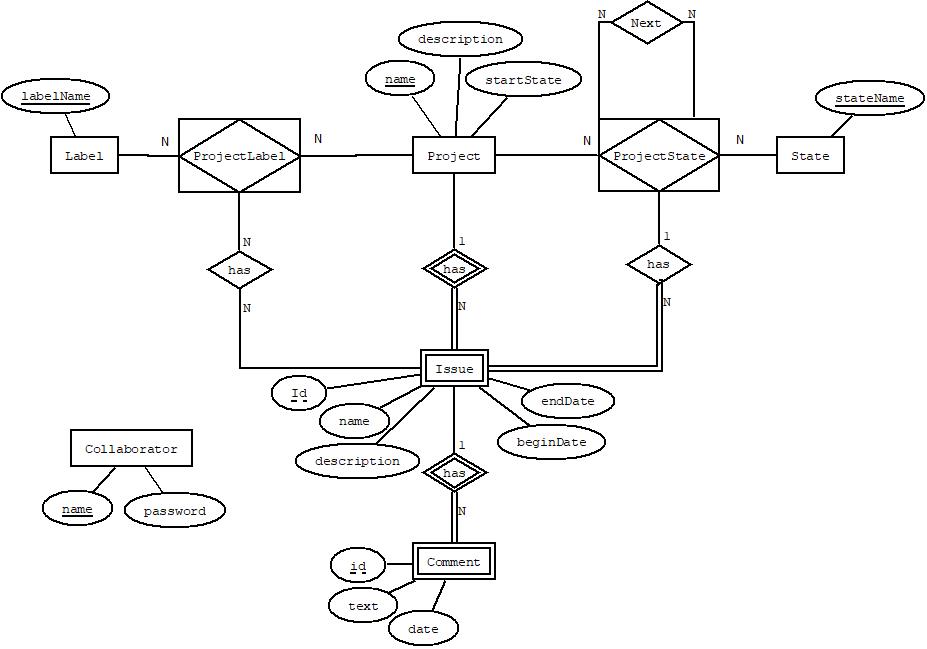 N
Next
N
description
name
startState
labelName
stateName
Label
N
ProjectLabel
N
Project
N
ProjectState
N
State
N
has
N
1
has
N
1
has
N
Issue
Id
name
description
endDate
beginDate
Collaborator
name
password
1
has
N
Comment
id
text
date